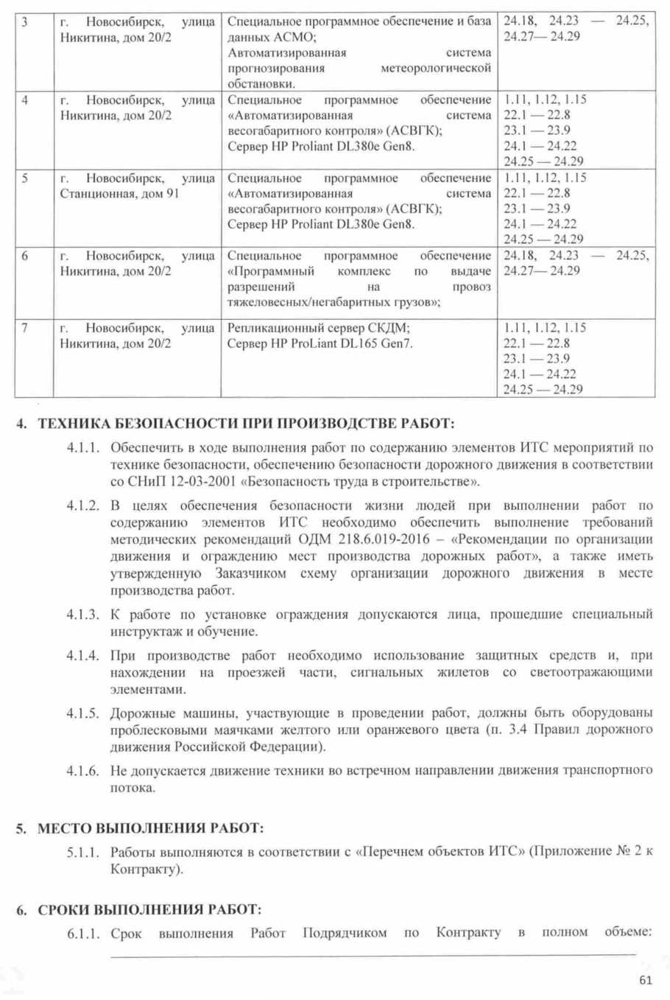 3 г. Новосибирск, улица Специальное программное обеспечение и база 24.18, 24.23 — 24.25,
Никитина, дом 20/2 данных АСМО; 24.27— 24.29
Автоматизированная система
прогнозирования метеорологической
обстановки.
4 г. Новосибирск, улица Специальное программное обеспечение 1.11, 1.12, 1.15
Никитина, дом 20/2 «Автоматизированная система 22.1 — 22.8
весогабаритного контроля» (АСВГК); 23.1 — 23.9
Сервер HP Proliant DL380e Gen8. 24.1 — 24.22
24.25 — 24.29
5 г. Новосибирск, улица Специальное программное обеспечение 1.11, 1.12, 1.15
Станционная, дом 91 «Автоматизированная система 22.1 — 22.8
весогабаритного контроля» (АСВГК); 23.1 — 23.9
Сервер HP Proliant DL380e Gen8. 24.1 — 24.22
24.25 — 24.29
6 г. Новосибирск, улица Специальное программное обеспечение 24.18, 24.23 — 24.25,
Никитина, дом 20/2 «Программный комплекс по выдаче 24.27— 24.29
разрешений на провоз
тяжеловесных/негабаритных грузов»;
7 г. Новосибирск, улица Репликационный сервер СКДМ; 1.11, 1.12, 1.15
Никитина, дом 20/2 Сервер HP ProLiant DL165 Gen7. 22.1 — 22.8
23.1 — 23.9
24.1 — 24.22
24.25 — 24.29
4. ТЕХНИКА БЕЗОПАСНОСТИ ПРИ ПРОИЗВОДСТВЕ РАБОТ:
4.1.1. Обеспечить в ходе выполнения работ по содержанию элементов ИТС мероприятий по
технике безопасности, обеспечению безопасности дорожного движения в соответствии
со СНиП 12-03-2001 «Безопасность труда в строительстве».
4.1.2. В целях обеспечения безопасности жизни людей при выполнении работ по
содержанию элементов ИТС необходимо обеспечить выполнение требований
методических рекомендаций ОДМ 218.6.019-2016 – «Рекомендации по организации
движения и ограждению мест производства дорожных работ», а также иметь
утвержденную Заказчиком схему организации дорожного движения в месте
производства работ.
4.1.3. К работе по установке ограждения допускаются лица, прошедшие специальный
инструктаж и обучение.
4.1.4. При производстве работ необходимо использование защитных средств и, при
нахождении на проезжей части, сигнальных жилетов со светоотражающими
элементами.
4.1.5. Дорожные машины, участвующие в проведении работ, должны быть оборудованы
проблесковыми маячками желтого или оранжевого цвета (п. 3.4 Правил дорожного
движения Российской Федерации).
4.1.6. Не допускается движение техники во встречном направлении движения транспортного
потока.
5. МЕСТО ВЫПОЛНЕНИЯ РАБОТ:
5.1.1. Работы выполняются в соответствии с «Перечнем объектов ИТС» (Приложение № 2 к
Контракту).
6. СРОКИ ВЫПОЛНЕНИЯ РАБОТ:
6.1.1. Срок выполнения Работ Подрядчиком по Контракту в полном объеме:
61